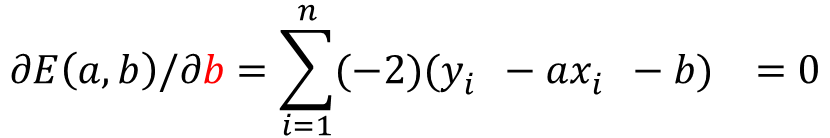 ∂E(a, b)/∂b = ∑_{i=1}^{n} (−2)(y_i − ax_i − b) = 0